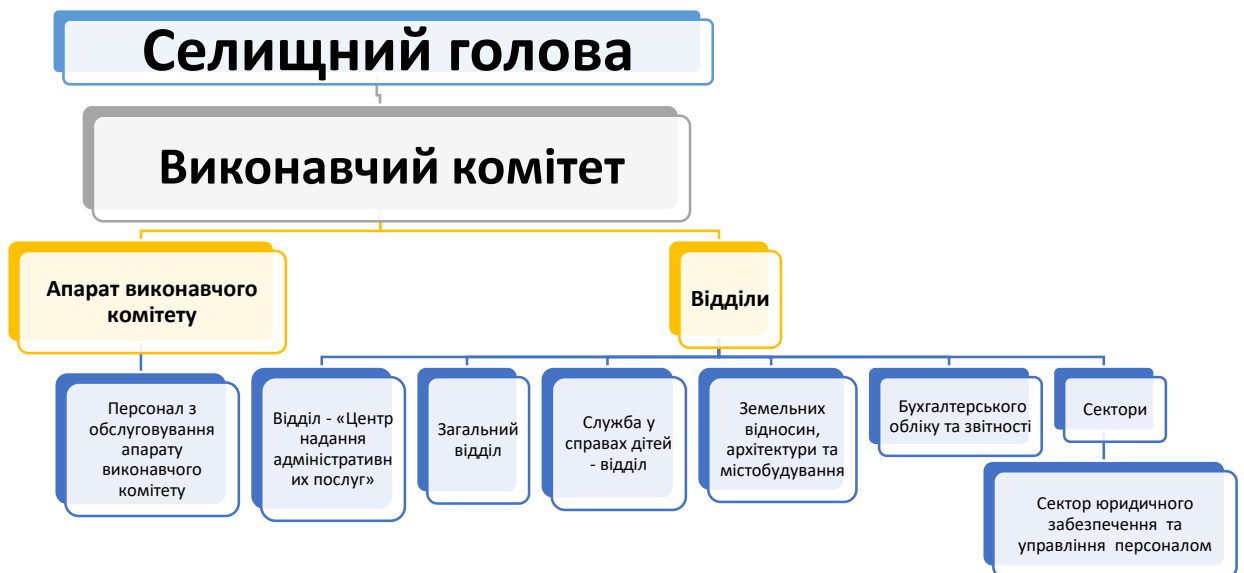 Селищний голова
Виконавчий комітет
Апарат виконавчого
комітету
Відділи
Персонал з
обслуговування
апарату
виконавчого
комітету
Відділ - «Центр
надання
адміністративн
их послуг»
Загальний
відділ
Служба у
справах дітей
- відділ
Земельних
відносин,
архітектури та
містобудування
Бухгалтерського
обліку та звітності
Сектори
Сектор юридичного
забезпечення та
управління персоналом